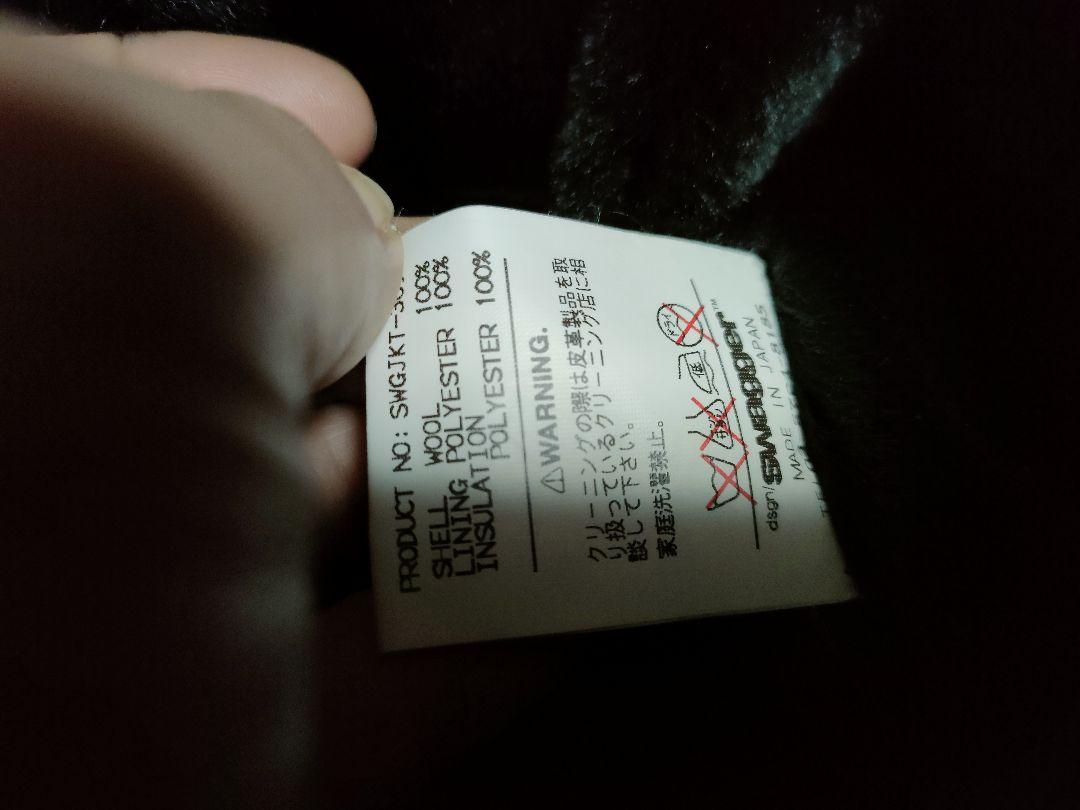 PRODUCT NO: SWGJKT-
SHELL WOOL 100%
LINING POLYESTER 100%
INSULATION
POLYESTER 100%
⚠WARNING.
クリーニングの際は皮革製品を取
り扱っているクリーニング店に相
談して下さい。
家庭洗濯禁止。
ドライ
dsgn/swagger™
MADE IN JAPAN